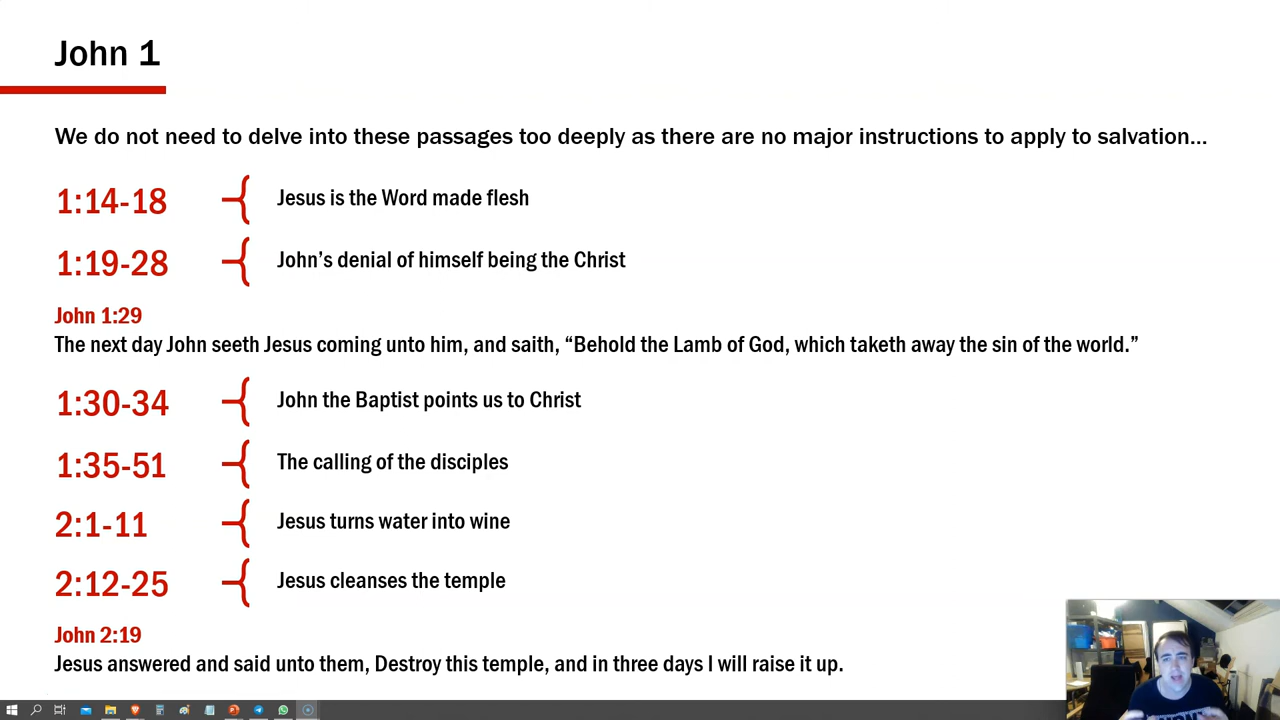 John 1
We do not need to delve into these passages too deeply as there are no major instructions to apply to salvation...
1:14-18 Jesus is the Word made flesh
1:19-28 John's denial of himself being the Christ
John 1:29
The next day John seeth Jesus coming unto him, and saith, “Behold the Lamb of God, which taketh away the sin of the world.”
1:30-34 John the Baptist points us to Christ
1:35-51 The calling of the disciples
2:1-11 Jesus turns water into wine
2:12-25 Jesus cleanses the temple
John 2:19
Jesus answered and said unto them, Destroy this temple, and in three days I will raise it up.